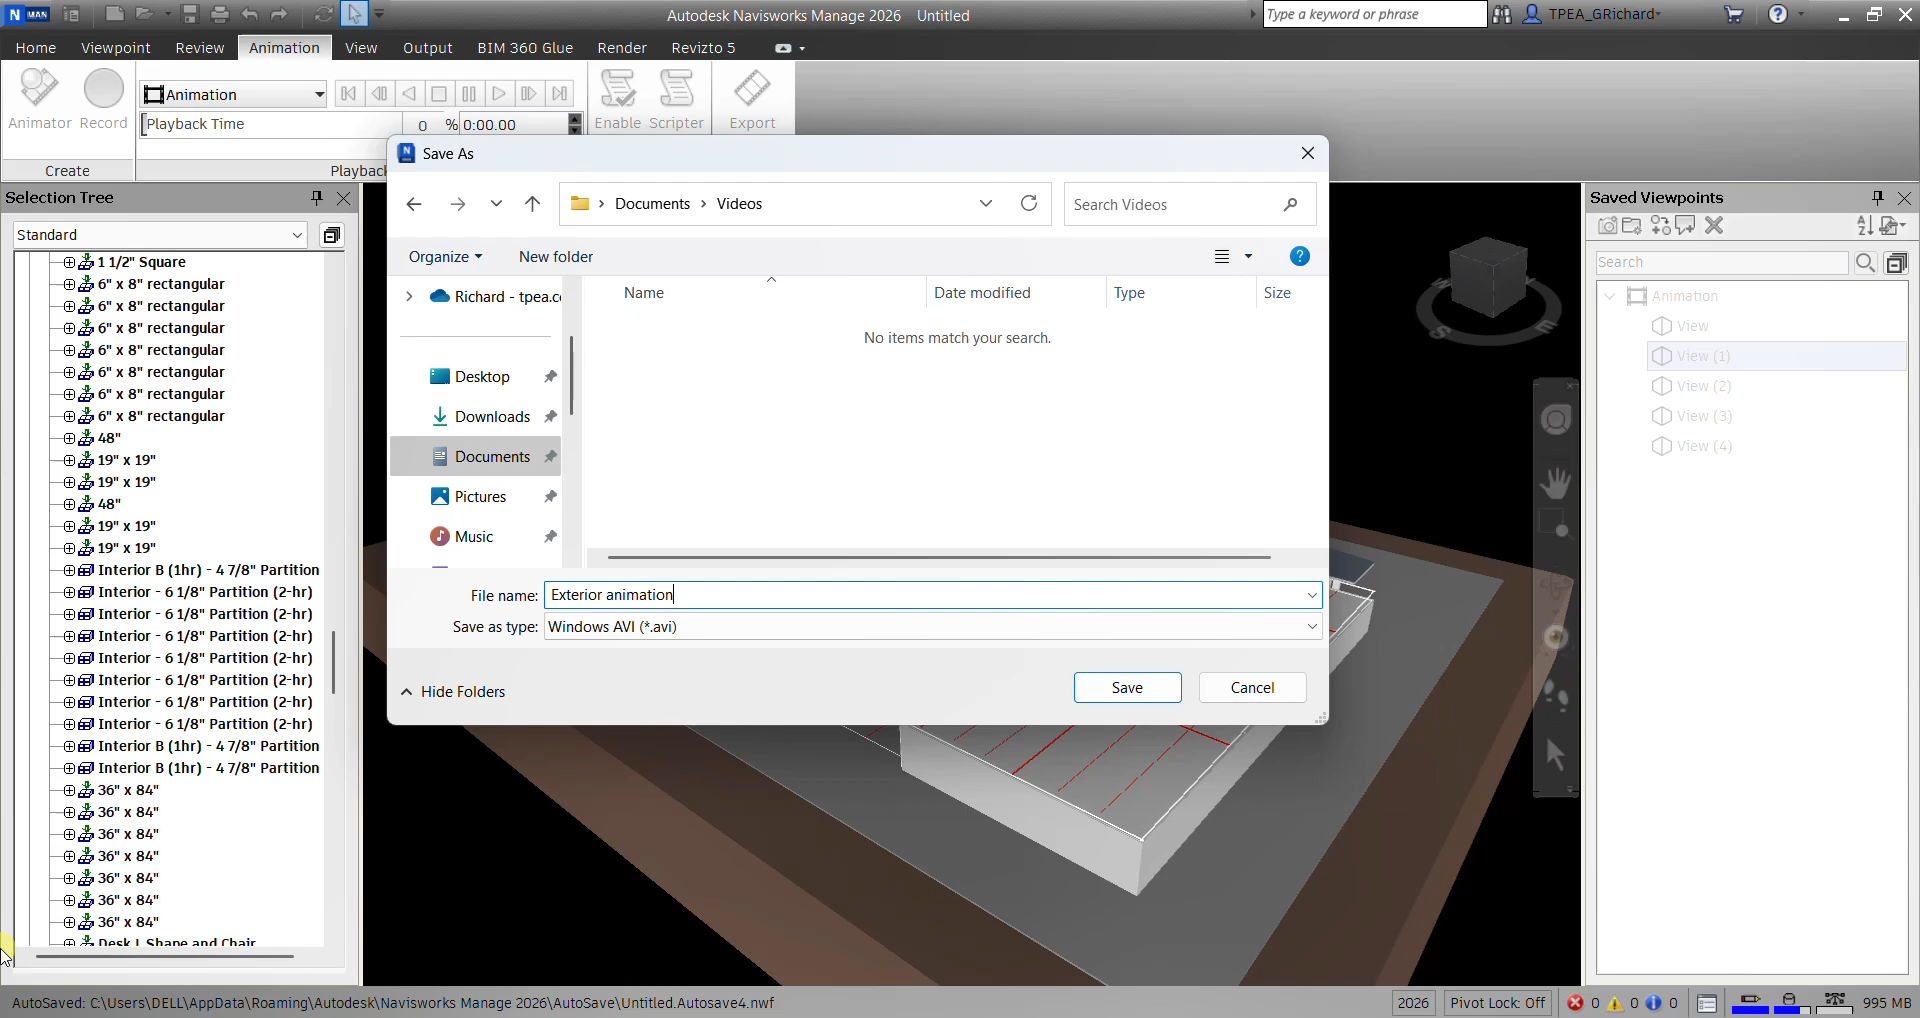 N MAN
Autodesk Navisworks Manage 2026 Untitled
Type a keyword or phrase
TPEA_GRichard
Home Viewpoint Review Animation View Output BIM 360 Glue Render Revizto 5
Animation
Animator Record
Playback Time 0 % 0:00.00
Enable Scripter Export
Create
Playback
Selection Tree
Standard
1 1/2" Square
6" x 8" rectangular
6" x 8" rectangular
6" x 8" rectangular
6" x 8" rectangular
6" x 8" rectangular
6" x 8" rectangular
6" x 8" rectangular
48"
19" x 19"
19" x 19"
48"
19" x 19"
19" x 19"
Interior B (1hr) - 4 7/8" Partition
Interior - 6 1/8" Partition (2-hr)
Interior - 6 1/8" Partition (2-hr)
Interior - 6 1/8" Partition (2-hr)
Interior - 6 1/8" Partition (2-hr)
Interior - 6 1/8" Partition (2-hr)
Interior - 6 1/8" Partition (2-hr)
Interior - 6 1/8" Partition (2-hr)
Interior B (1hr) - 4 7/8" Partition
Interior B (1hr) - 4 7/8" Partition
36" x 84"
36" x 84"
36" x 84"
36" x 84"
36" x 84"
36" x 84"
36" x 84"
Desk L Shape and Chair
Save As
Documents > Videos
Search Videos
Organize
New folder
Richard - tpea.c
Desktop
Downloads
Documents
Pictures
Music
Name Date modified Type Size
No items match your search.
File name: Exterior animation
Save as type: Windows AVI (*.avi)
Hide Folders
Save Cancel
Saved Viewpoints
Search
Animation
View
View (1)
View (2)
View (3)
View (4)
S E
AutoSaved: C:\Users\DELL\AppData\Roaming\Autodesk\Navisworks Manage 2026\AutoSave\Untitled.Autosave4.nwf
2026 Pivot Lock: Off 0 0 0 995 MB